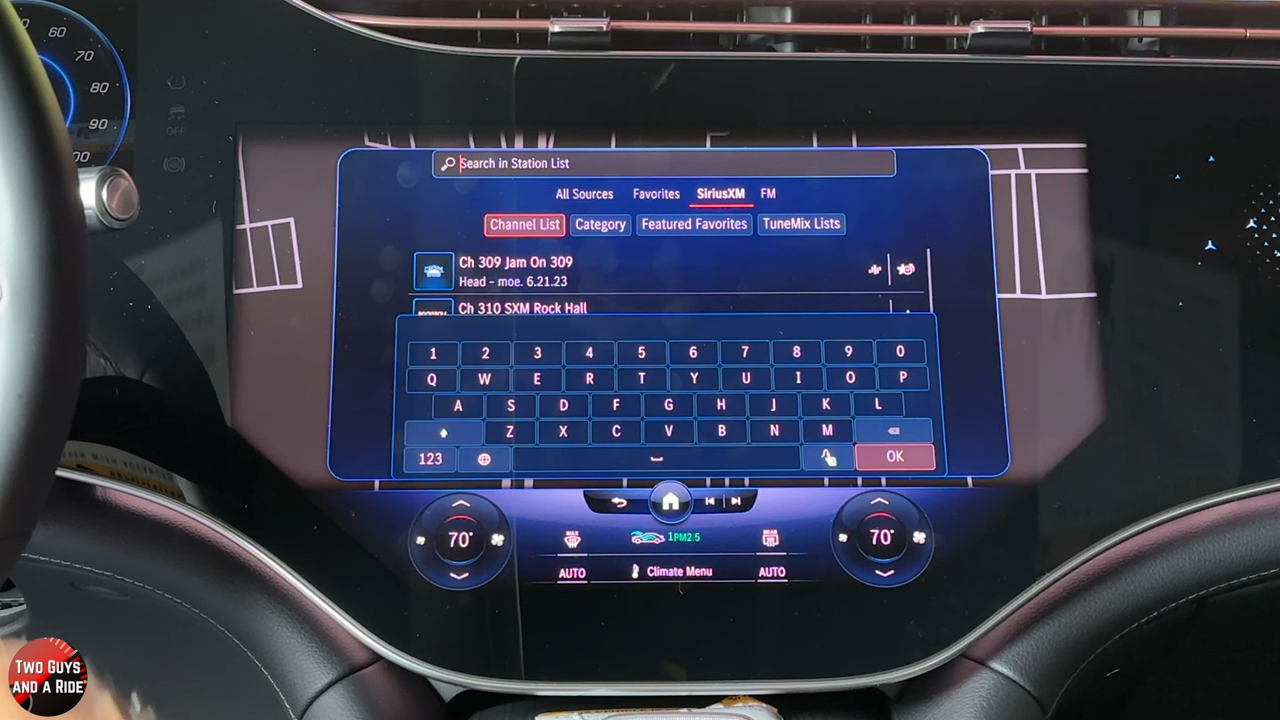 60
70
80
90
OFF
Search in Station List
All Sources Favorites SiriusXM FM
Channel List Category Featured Favorites TuneMix Lists
Ch 309 Jam On 309
Head - moe. 6.21.23
Ch 310 SXM Rock Hall
1 2 3 4 5 6 7 8 9 0
Q W E R T Y U I O P
A S D F G H J K L
Z X C V B N M
123 OK
70° MAX 1PM2.5 REAR 70°
AUTO Climate Menu AUTO
TWO GUYS
AND A RIDE